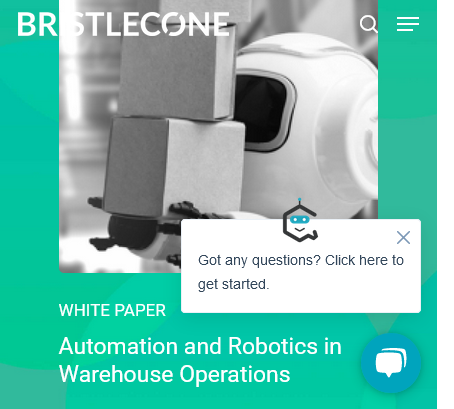 BRISTLECONE
Got any questions? Click here to
get started.
WHITE PAPER
Automation and Robotics in
Warehouse Operations